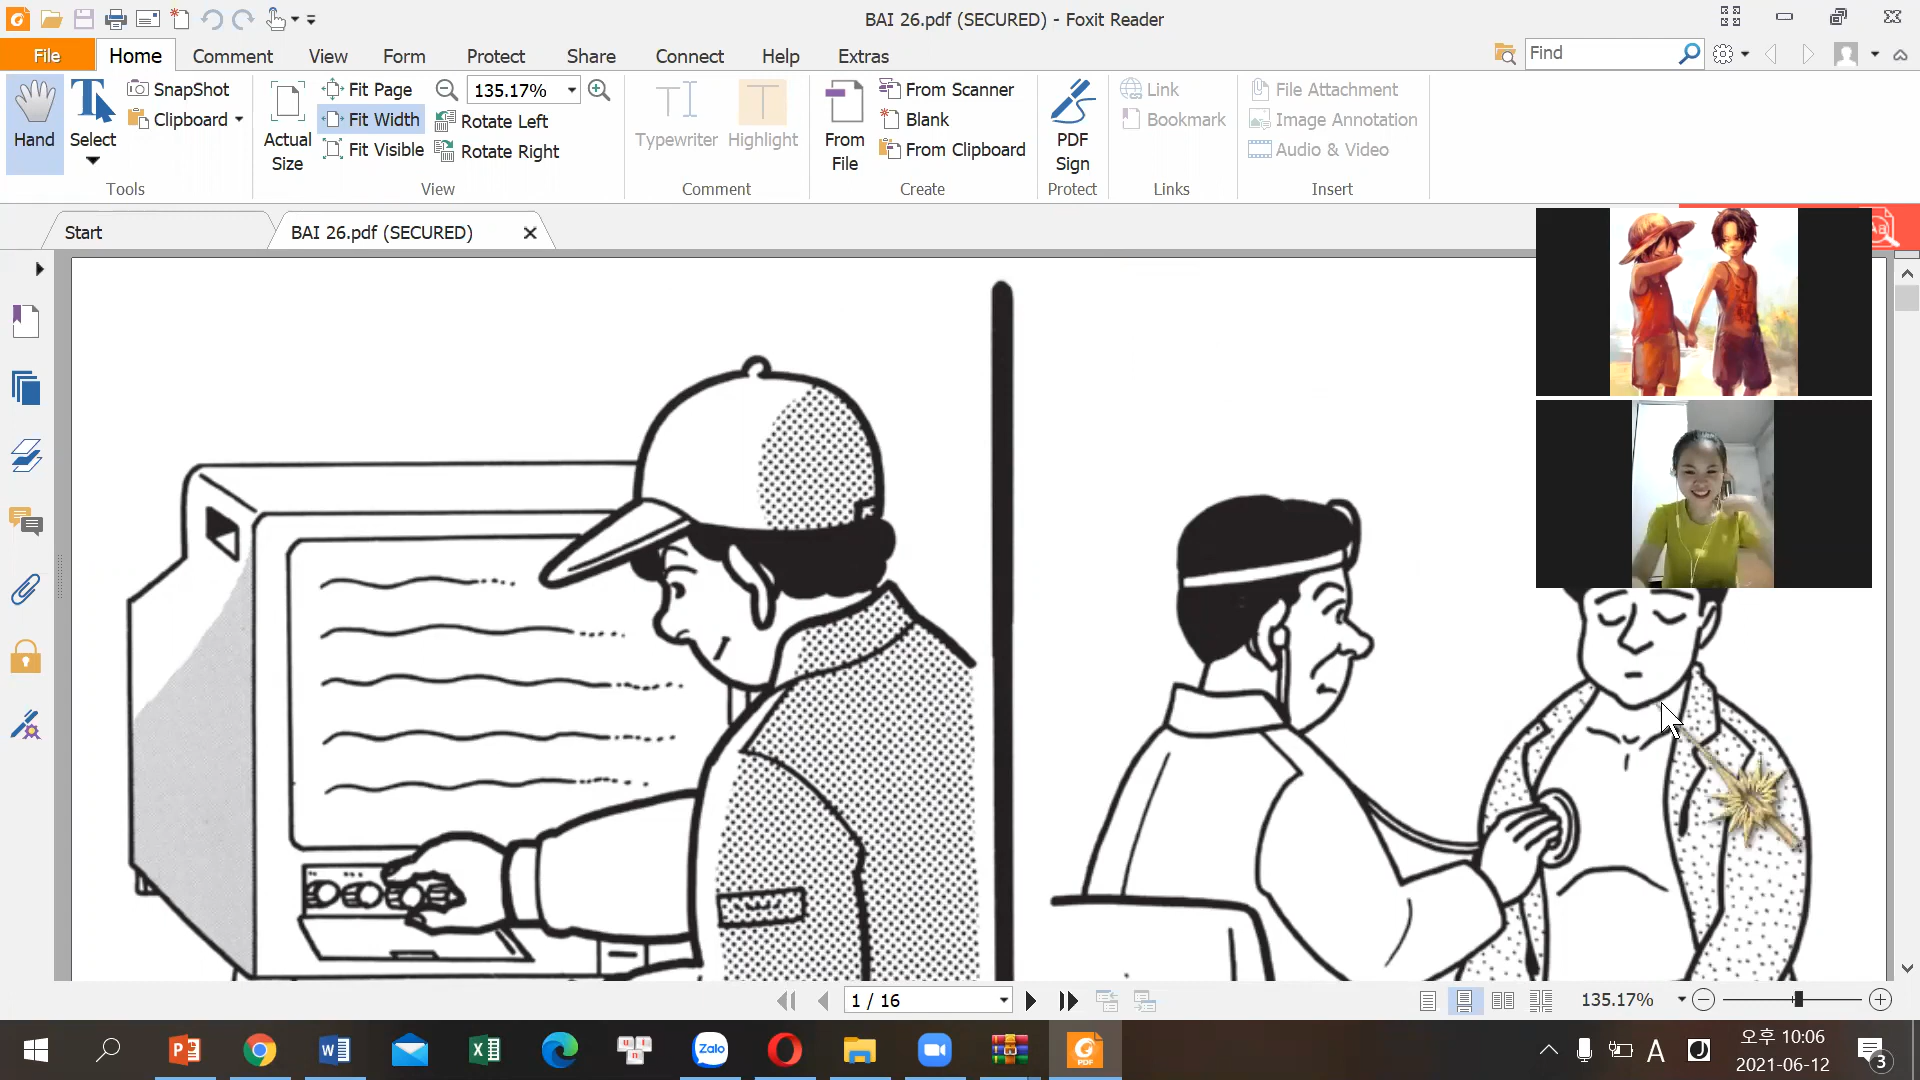 BAI 26.pdf (SECURED) - Foxit Reader
File
Home
Comment
View
Form
Protect
Share
Connect
Help
Extras
Find
Hand
Select
SnapShot
Clipboard
Tools
Actual
Size
Fit Page
Fit Width
Fit Visible
135.17%
Rotate Left
Rotate Right
View
Typewriter
Highlight
Comment
From
File
From Scanner
Blank
From Clipboard
Create
PDF
Sign
Protect
Link
Bookmark
Links
File Attachment
Image Annotation
Audio & Video
Insert
Start
BAI 26.pdf (SECURED)
1 / 16
135.17%
Zalo
PDF
A
오후 10:06
2021-06-12
3